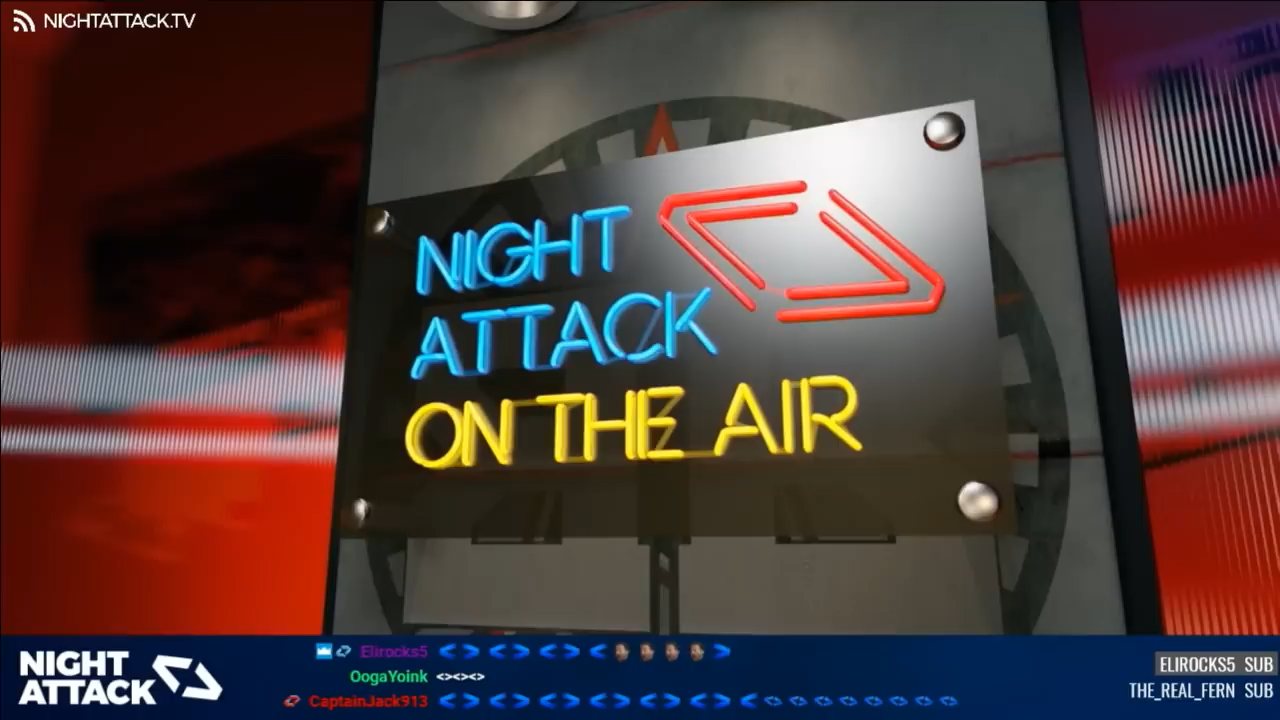 NIGHTATTACK.TV
NIGHT
ATTACK
ON THE AIR
NIGHT
ATTACK
Elirocks5
OogaYoink <><><>
CaptainJack913
ELIROCKS5 SUB
THE_REAL_FERN SUB